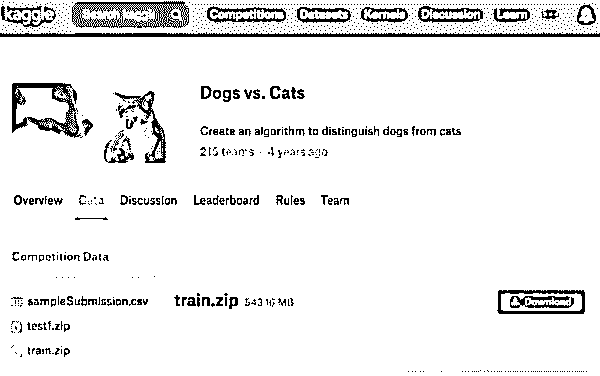 kaggle Search kaggle Competitions Datasets Kernels Discussion Learn
Dogs vs. Cats
Create an algorithm to distinguish dogs from cats
215 teams · 4 years ago
Overview Data Discussion Leaderboard Rules Team
Competition Data
sampleSubmission.csv train.zip 543.16 MB Download
test1.zip
train.zip